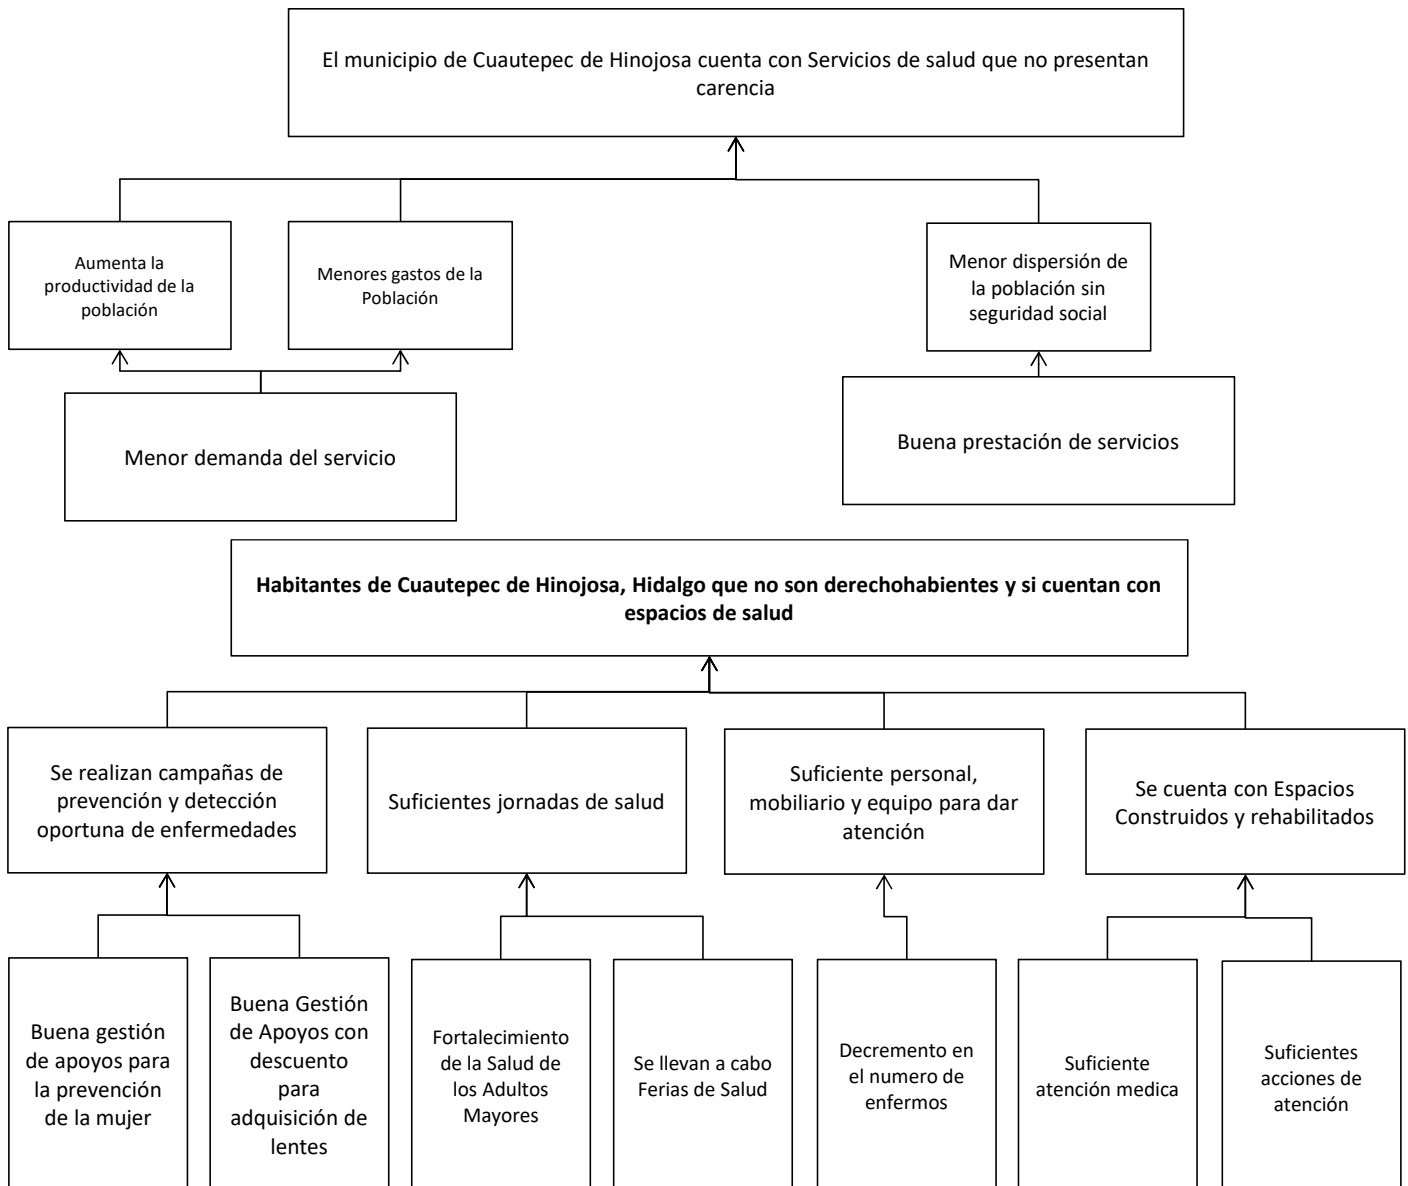 El municipio de Cuautepec de Hinojosa cuenta con Servicios de salud que no presentan
carencia
Aumenta la
productividad de la
población
Menores gastos de la
Población
Menor dispersión de
la población sin
seguridad social
Menor demanda del servicio
Buena prestación de servicios
Habitantes de Cuautepec de Hinojosa, Hidalgo que no son derechohabientes y si cuentan con
espacios de salud
Se realizan campañas de
prevención y detección
oportuna de enfermedades
Suficientes jornadas de salud
Suficiente personal,
mobiliario y equipo para dar
atención
Se cuenta con Espacios
Construidos y rehabilitados
Buena gestión
de apoyos para
la prevención
de la mujer
Buena Gestión
de Apoyos con
descuento
para
adquisición de
lentes
Fortalecimiento
de la Salud de
los Adultos
Mayores
Se llevan a cabo
Ferias de Salud
Decremento en
el numero de
enfermos
Suficiente
atención medica
Suficientes
acciones de
atención